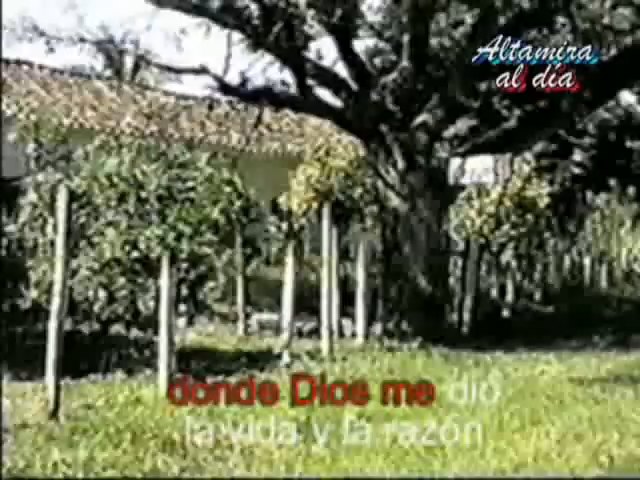 Altamira
al día
donde Dios me dió
la vida y la razón